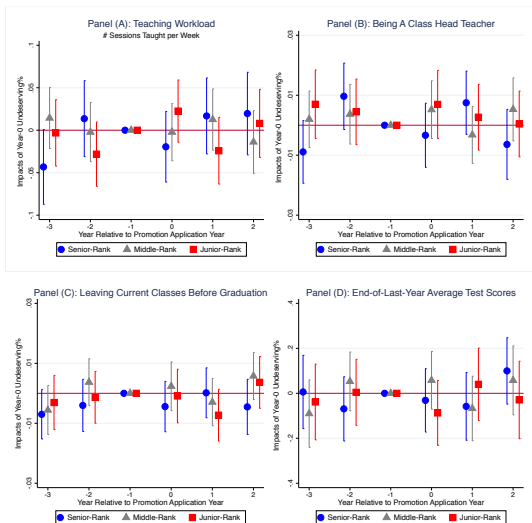 Panel (A): Teaching Workload
# Sessions Taught per Week
Impacts of Year-0 Undeserving%
.1
.05
0
-.05
-.1
-3
-2
-1
0
1
2
Year Relative to Promotion Application Year
Senior-Rank
Middle-Rank
Junior-Rank
Panel (B): Being A Class Head Teacher
Impacts of Year-0 Undeserving%
.03
.01
-.01
-.03
-3
-2
-1
0
1
2
Year Relative to Promotion Application Year
Senior-Rank
Middle-Rank
Junior-Rank
Panel (C): Leaving Current Classes Before Graduation
Impacts of Year-0 Undeserving%
.03
.01
-.01
-.03
-3
-2
-1
0
1
2
Year Relative to Promotion Application Year
Senior-Rank
Middle-Rank
Junior-Rank
Panel (D): End-of-Last-Year Average Test Scores
Impacts of Year-0 Undeserving%
.4
.2
0
-.2
-.4
-3
-2
-1
0
1
2
Year Relative to Promotion Application Year
Senior-Rank
Middle-Rank
Junior-Rank